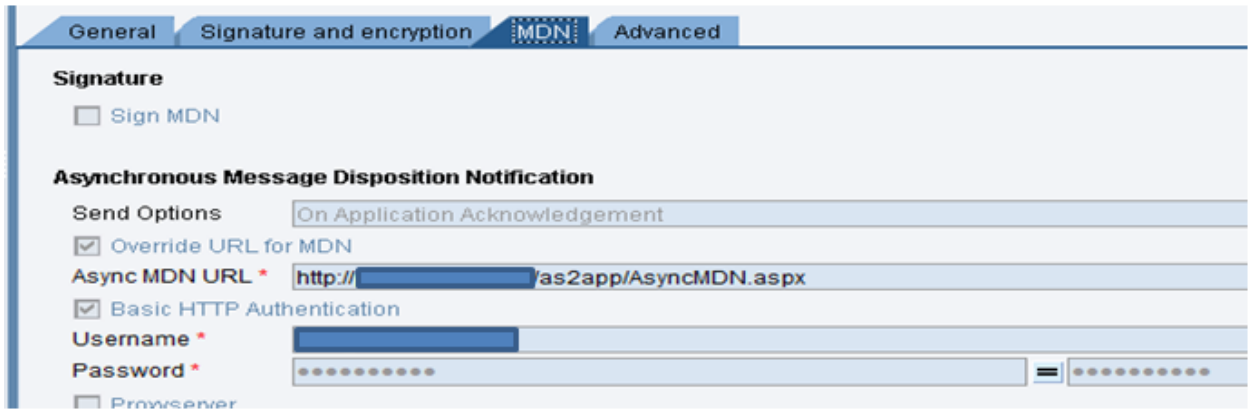 General Signature and encryption MDN Advanced
Signature
Sign MDN
Asynchronous Message Disposition Notification
Send Options On Application Acknowledgement
Override URL for MDN
Async MDN URL * http:// /as2app/AsyncMDN.aspx
Basic HTTP Authentication
Username *
Password * •••••••••• = ••••••••••
Proxyserver